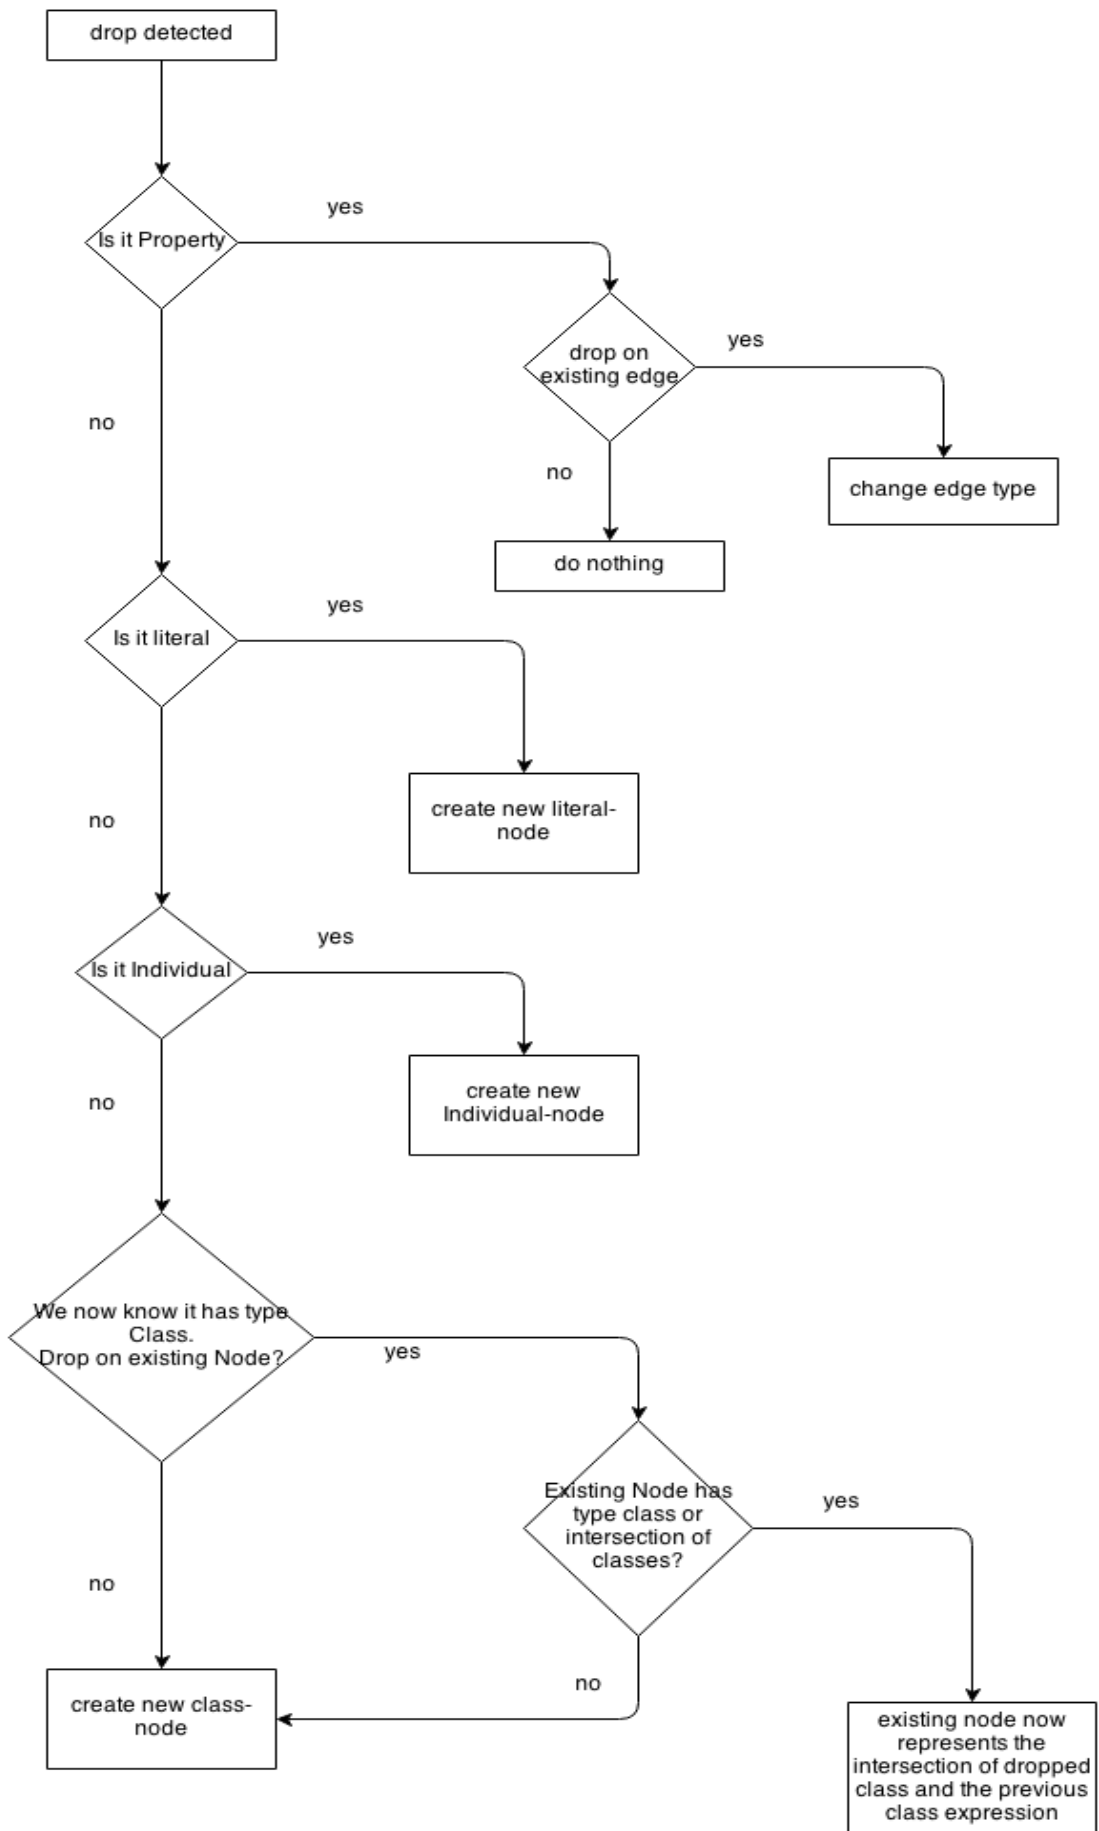 drop detected
yes
Is it Property
yes
drop on
existing edge
no
no
change edge type
do nothing
yes
Is it literal
create new literal-
node
no
yes
Is it Individual
create new
Individual-node
no
We now know it has type
Class.
Drop on existing Node?
yes
Existing Node has
type class or
intersection of
classes?
yes
no
no
create new class-
node
existing node now
represents the
intersection of dropped
class and the previous
class expression